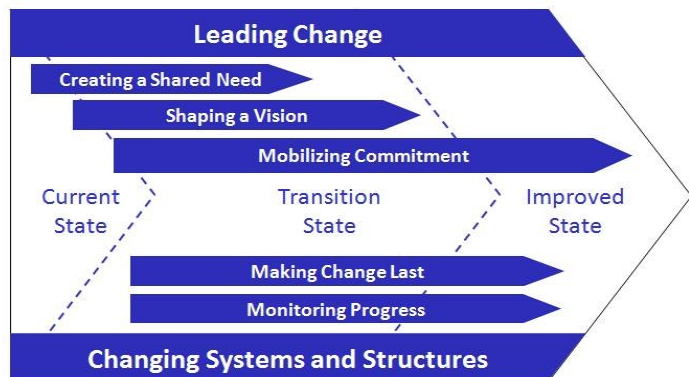 Leading Change
Creating a Shared Need
Shaping a Vision
Mobilizing Commitment
Current
State
Transition
State
Improved
State
Making Change Last
Monitoring Progress
Changing Systems and Structures